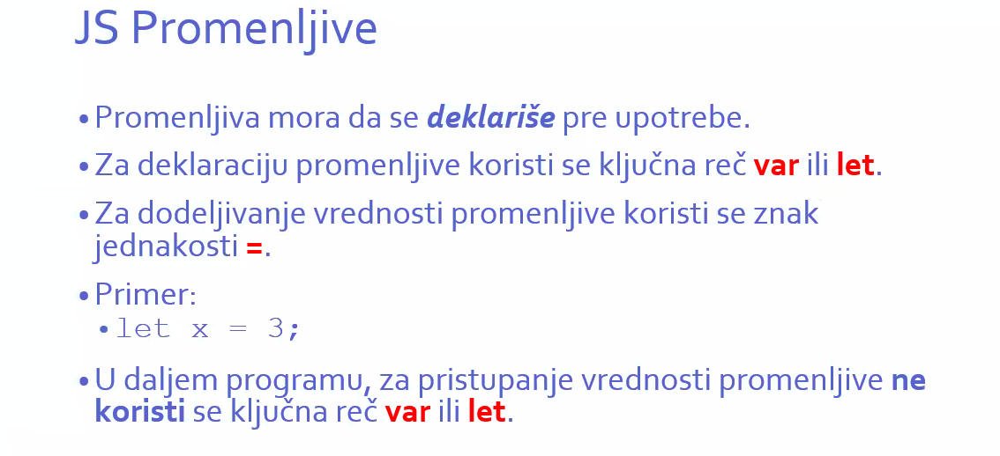 JS Promenljive
• Promenljiva mora da se deklariše pre upotrebe.
• Za deklaraciju promenljive koristi se ključna reč var ili let.
• Za dodeljivanje vrednosti promenljive koristi se znak
jednakosti =.
• Primer:
• let x = 3;
• U daljem programu, za pristupanje vrednosti promenljive ne
koristi se ključna reč var ili let.